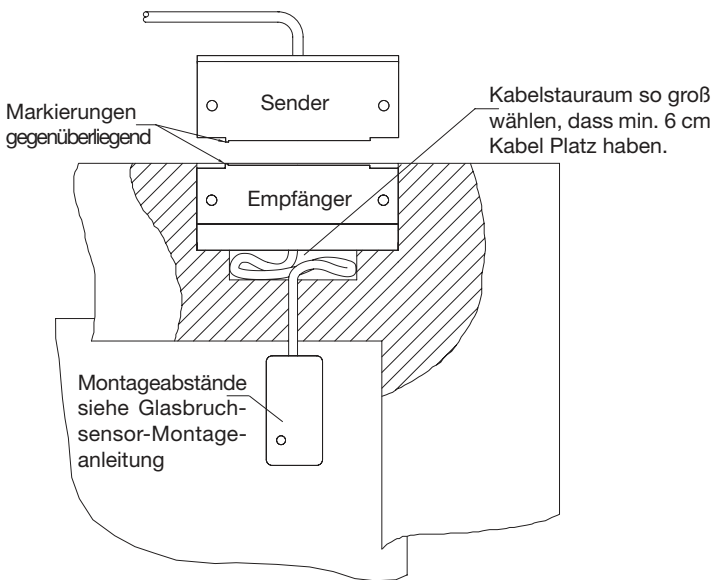 Sender
Markierungen
gegenüberliegend
Kabelstauraum so groß
wählen, dass min. 6 cm
Kabel Platz haben.
Empfänger
Montageabstände
siehe Glasbruch-
sensor-Montage-
anleitung